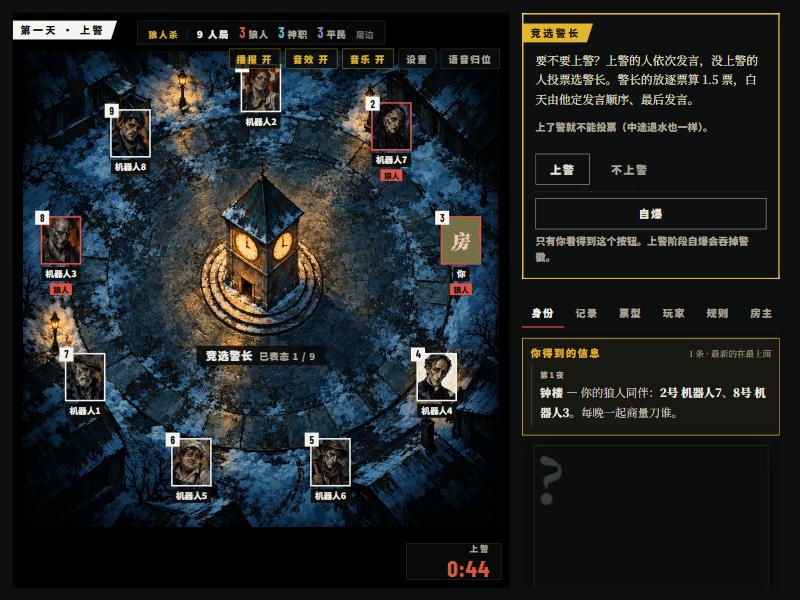 第一天 · 上警
狼人杀 9 人局 3 狼人 3 神职 3 平民 屠边
播报 开 音效 开 音乐 开 设置 语音归位
机器人2
9
机器人8
2
机器人7
狼人
8
机器人3
狼人
3
房
你
狼人
竞选警长 已表态 1 / 9
7
机器人1
4
机器人4
6
机器人5
5
机器人6
上警
0:44
竞选警长
要不要上警？上警的人依次发言，没上警的
人投票选警长。警长的放逐票算 1.5 票，白
天由他定发言顺序、最后发言。
上了警就不能投票（中途退水也一样）。
上警 不上警
自爆
只有你看得到这个按钮。上警阶段自爆会吞掉警
徽。
身份 记录 票型 玩家 规则 房主
你得到的信息 1 条 · 最新的在最上面
第 1 夜
钟楼 — 你的狼人同伴：2号 机器人7、8号 机
器人3。每晚一起商量刀谁。
?